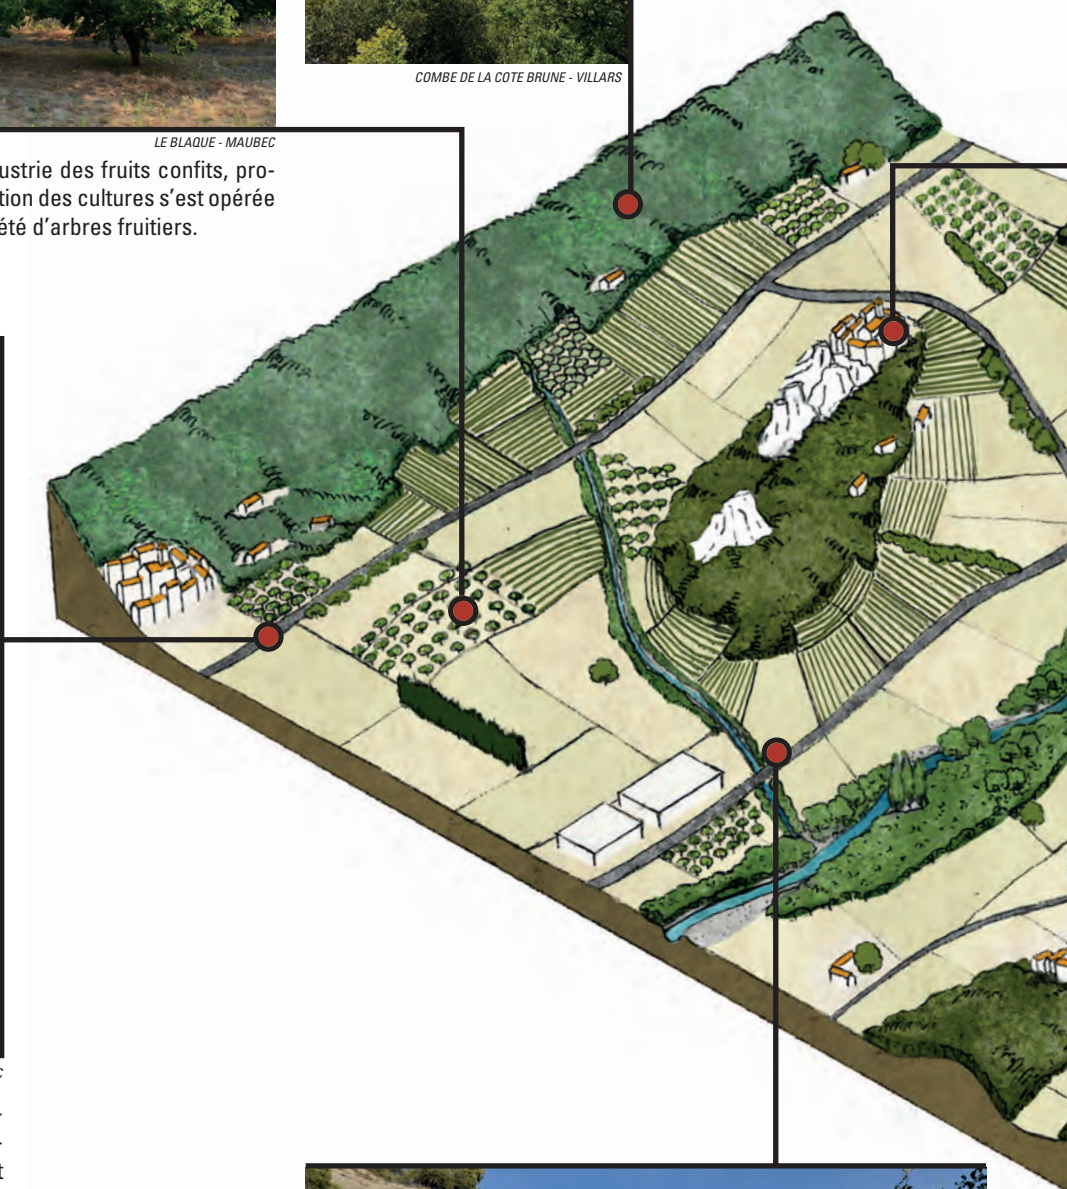 COMBE DE LA COTE BRUNE - VILLARS
LE BLAQUE - MAUBEC
ustrie des fruits confits, pro-
tion des cultures s’est opérée
été d’arbres fruitiers.